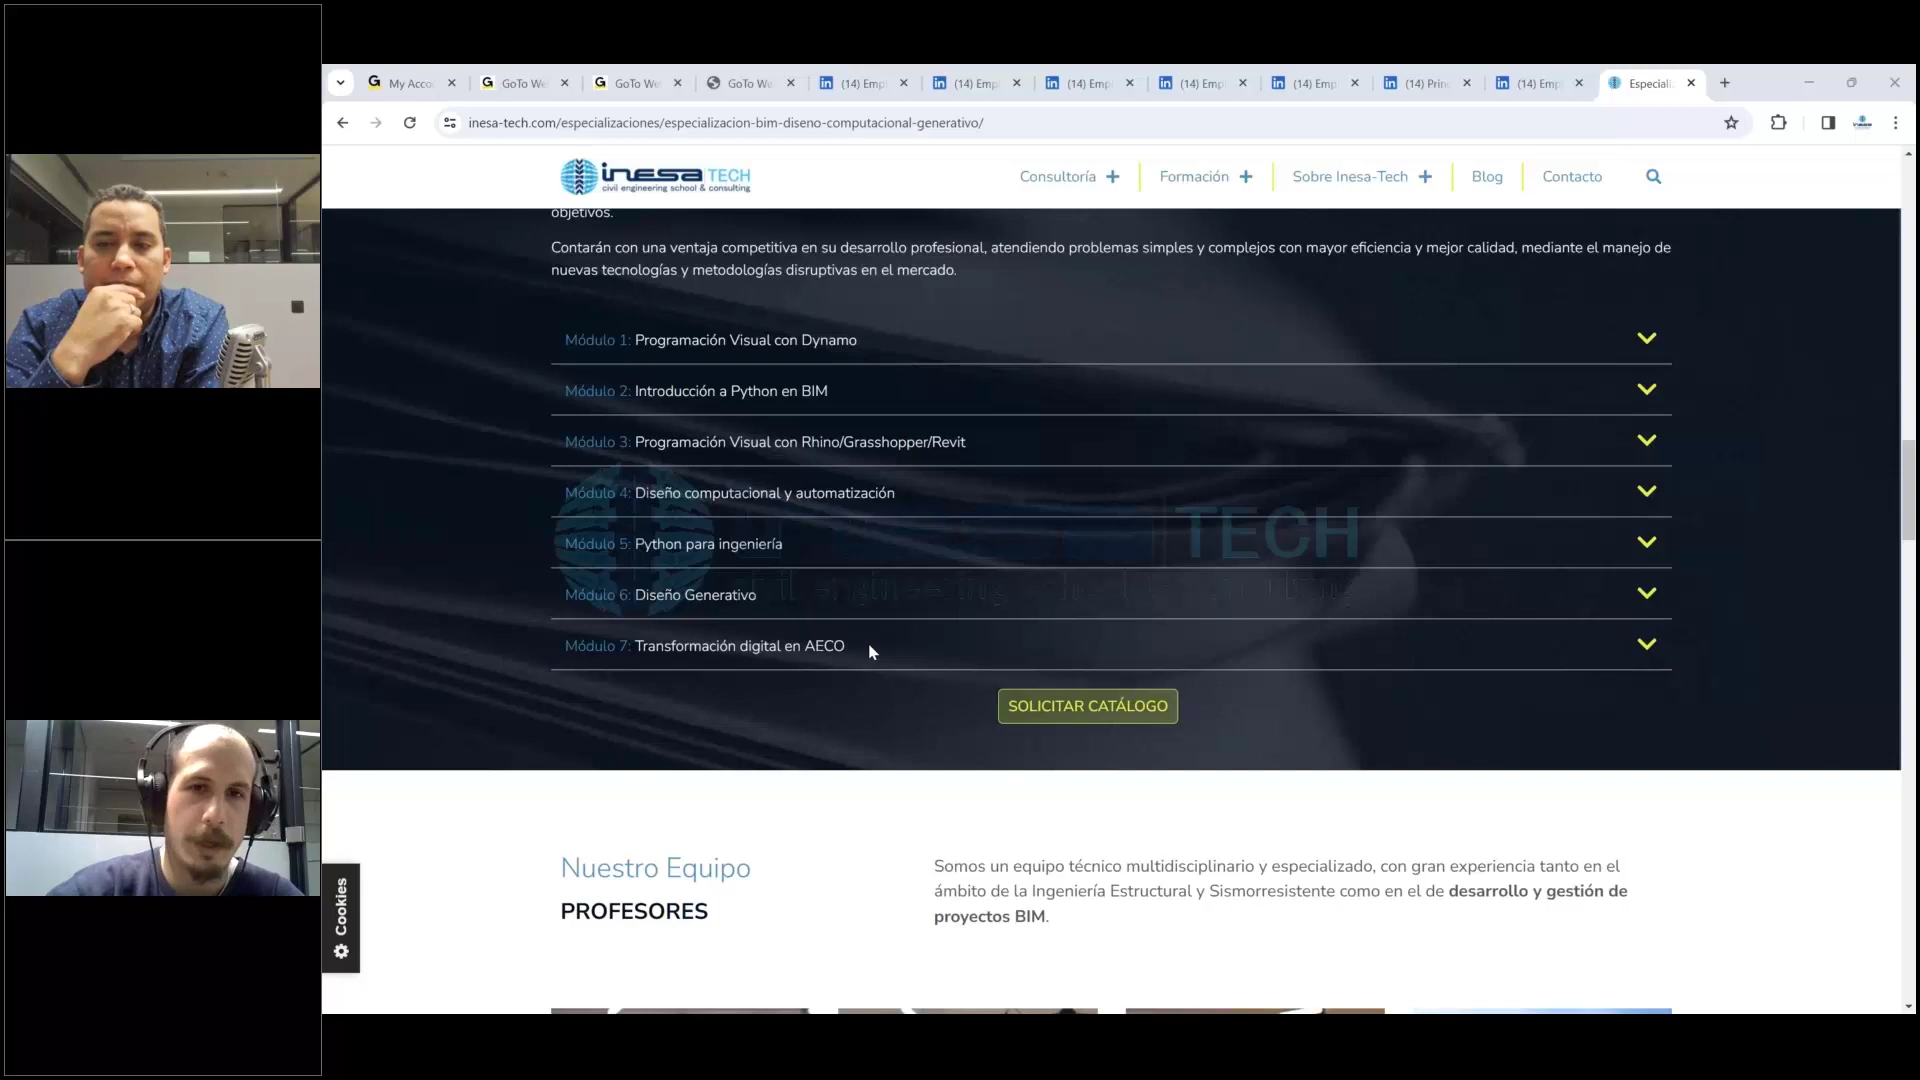 My Acco
GoTo We
GoTo We
GoTo We
(14) Emp
(14) Emp
(14) Emp
(14) Emp
(14) Emp
(14) Princ
(14) Emp
Especiali
inesa-tech.com/especializaciones/especializacion-bim-diseno-computacional-generativo/
inesa TECH
civil engineering school & consulting
Consultoría
Formación
Sobre Inesa-Tech
Blog
Contacto
objetivos.
Contarán con una ventaja competitiva en su desarrollo profesional, atendiendo problemas simples y complejos con mayor eficiencia y mejor calidad, mediante el manejo de
nuevas tecnologías y metodologías disruptivas en el mercado.
Módulo 1: Programación Visual con Dynamo
Módulo 2: Introducción a Python en BIM
Módulo 3: Programación Visual con Rhino/Grasshopper/Revit
Módulo 4: Diseño computacional y automatización
TECH
Módulo 5: Python para ingeniería
Módulo 6: Diseño Generativo
Módulo 7: Transformación digital en AECO
SOLICITAR CATÁLOGO
Nuestro Equipo
PROFESORES
Somos un equipo técnico multidisciplinario y especializado, con gran experiencia tanto en el
ámbito de la Ingeniería Estructural y Sismorresistente como en el de desarrollo y gestión de
proyectos BIM.
Cookies